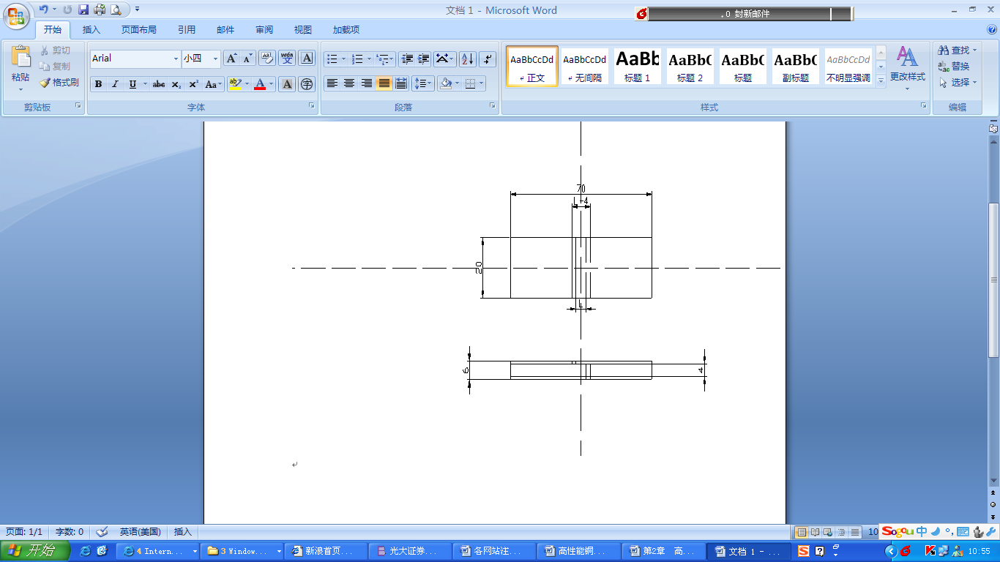 文档 1 - Microsoft Word
.0 封新邮件
开始 插入 页面布局 引用 邮件 审阅 视图 加载项
粘贴
剪切
复制
格式刷
剪贴板
Arial 小四
B I U abc x₂ x² Aa
字体
段落
AaBbCcDd 正文
AaBbCcDd 无间隔
AaBb 标题 1
AaBbC 标题 2
AaBbC 标题
AaBbC 副标题
AaBbCcDd 不明显强调
更改样式
样式
查找
替换
选择
编辑
70
L-4
20
L
6
4
页面: 1/1 字数: 0 英语(美国) 插入
10
Sogou 中
开始
4 Intern...
3 Window...
新浪首页...
光大证券...
各网站注...
高性能铜...
第2章 高...
文档 1 - ...
10:55